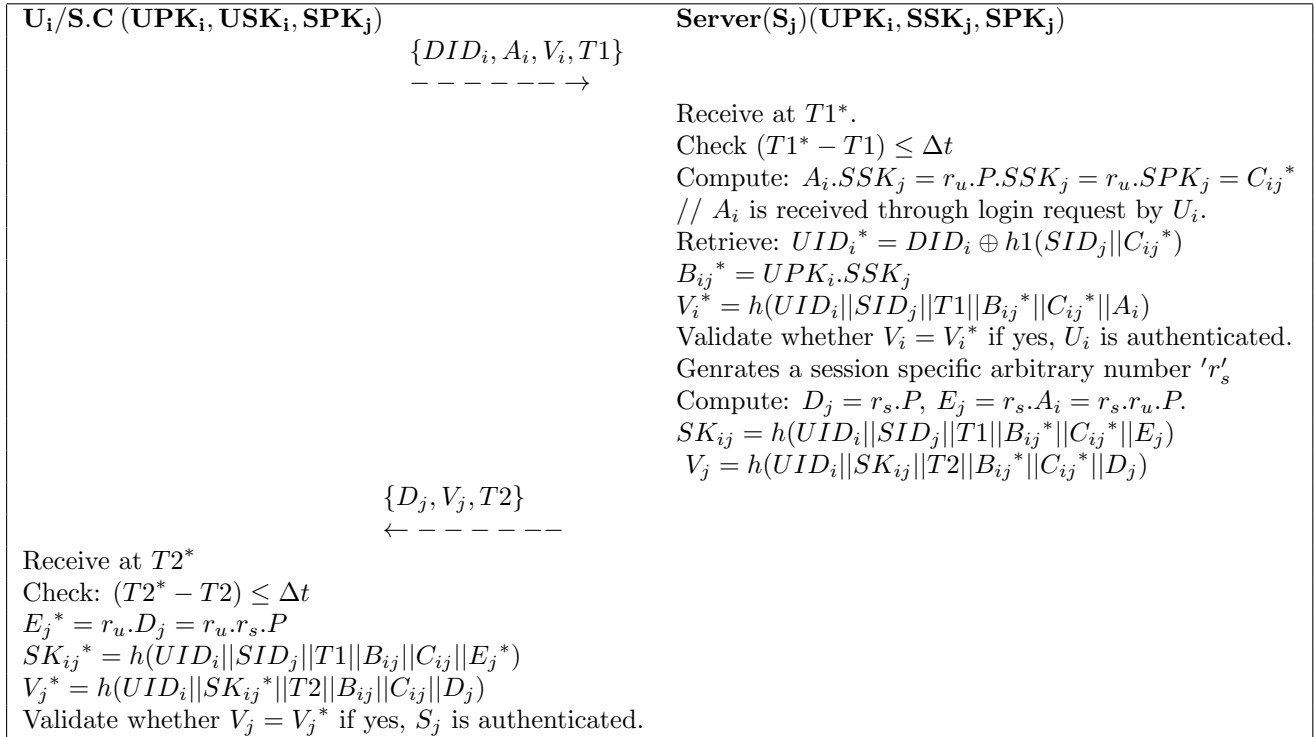 U_i/S.C (UPK_i, USK_i, SPK_j)
Server(S_j)(UPK_i, SSK_j, SPK_j)
{DID_i, A_i, V_i, T1}
− − − − − − →
Receive at T1*.
Check (T1* − T1) ≤ Δt
Compute: A_i.SSK_j = r_u.P.SSK_j = r_u.SPK_j = C_ij*
// A_i is received through login request by U_i.
Retrieve: UID_i* = DID_i ⊕ h1(SID_j||C_ij*)
B_ij* = UPK_i.SSK_j
V_i* = h(UID_i||SID_j||T1||B_ij*||C_ij*||A_i)
Validate whether V_i = V_i* if yes, U_i is authenticated.
Genrates a session specific arbitrary number 'r'_s
Compute: D_j = r_s.P, E_j = r_s.A_i = r_s.r_u.P.
SK_ij = h(UID_i||SID_j||T1||B_ij*||C_ij*||E_j)
V_j = h(UID_i||SK_ij||T2||B_ij*||C_ij*||D_j)
{D_j, V_j, T2}
← − − − − − −
Receive at T2*
Check: (T2* − T2) ≤ Δt
E_j* = r_u.D_j = r_u.r_s.P
SK_ij* = h(UID_i||SID_j||T1||B_ij||C_ij||E_j*)
V_j* = h(UID_i||SK_ij*||T2||B_ij||C_ij||D_j)
Validate whether V_j = V_j* if yes, S_j is authenticated.